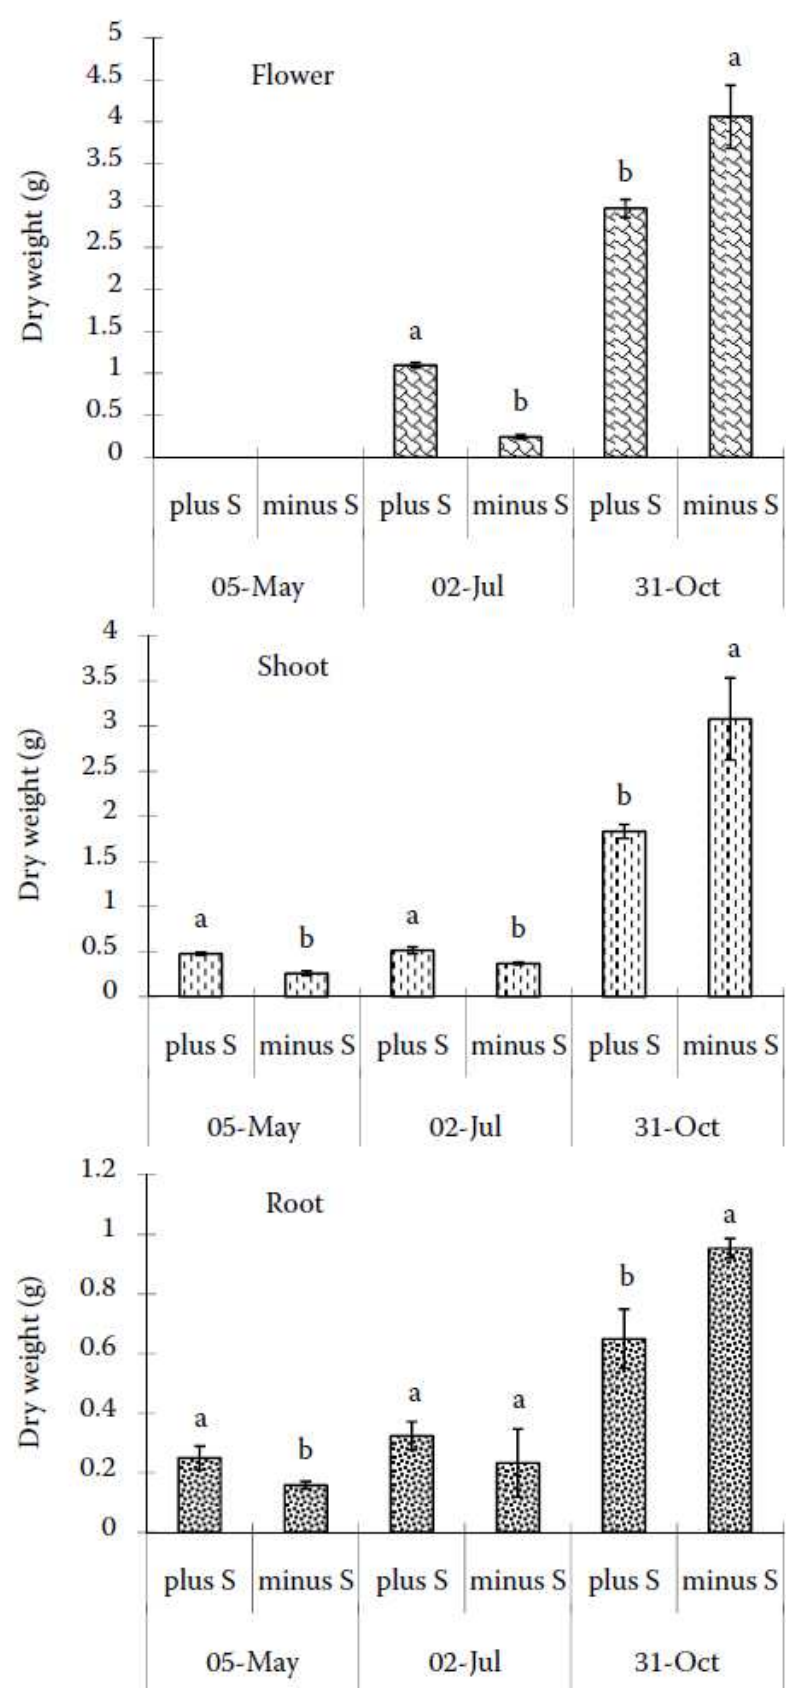 5
4.5
Flower
a
4
3.5
b
3
Dry weight (g)
2.5
2
1.5
a
1
b
0.5
0
plus S minus S plus S minus S plus S minus S
05-May 02-Jul 31-Oct
4
a
3.5
Shoot
3
Dry weight (g)
2.5
b
2
1.5
1
a b a b
0.5
0
plus S minus S plus S minus S plus S minus S
05-May 02-Jul 31-Oct
1.2
Root
a
1
b
0.8
Dry weight (g)
0.6
0.4
a b a a
0.2
0
plus S minus S plus S minus S plus S minus S
05-May 02-Jul 31-Oct